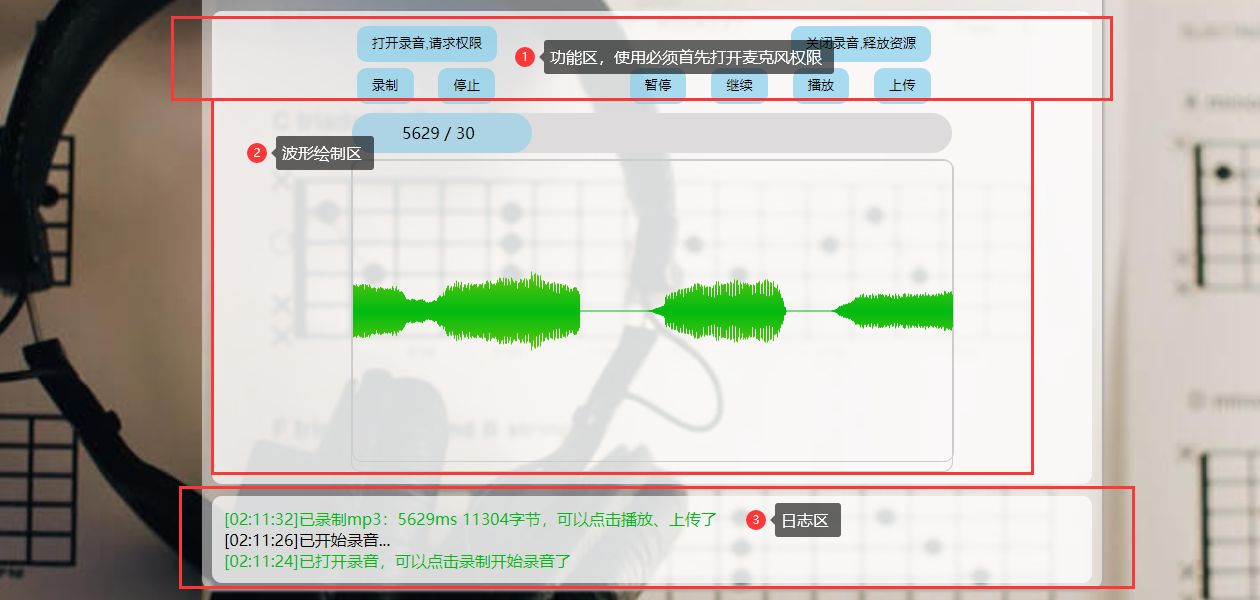 打开录音,请求权限
关闭录音,释放资源
1 功能区，使用必须首先打开麦克风权限
录制 停止 暂停 继续 播放 上传
5629 / 30
2 波形绘制区
[02:11:32]已录制mp3：5629ms 11304字节，可以点击播放、上传了
3 日志区
[02:11:26]已开始录音...
[02:11:24]已打开录音，可以点击录制开始录音了